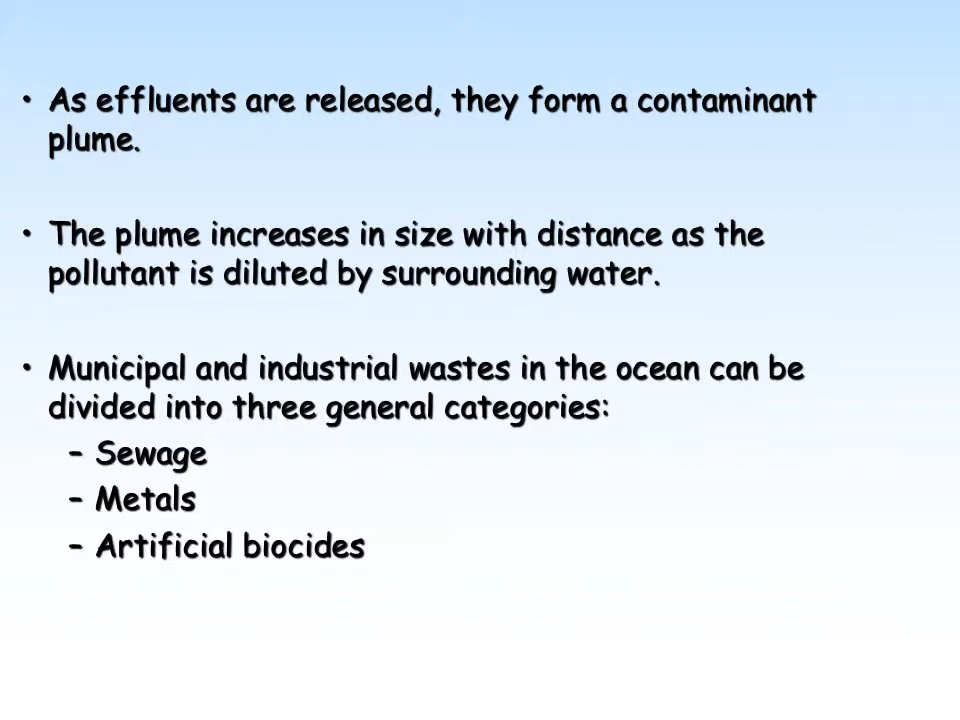 • As effluents are released, they form a contaminant
plume.
• The plume increases in size with distance as the
pollutant is diluted by surrounding water.
• Municipal and industrial wastes in the ocean can be
divided into three general categories:
– Sewage
– Metals
– Artificial biocides